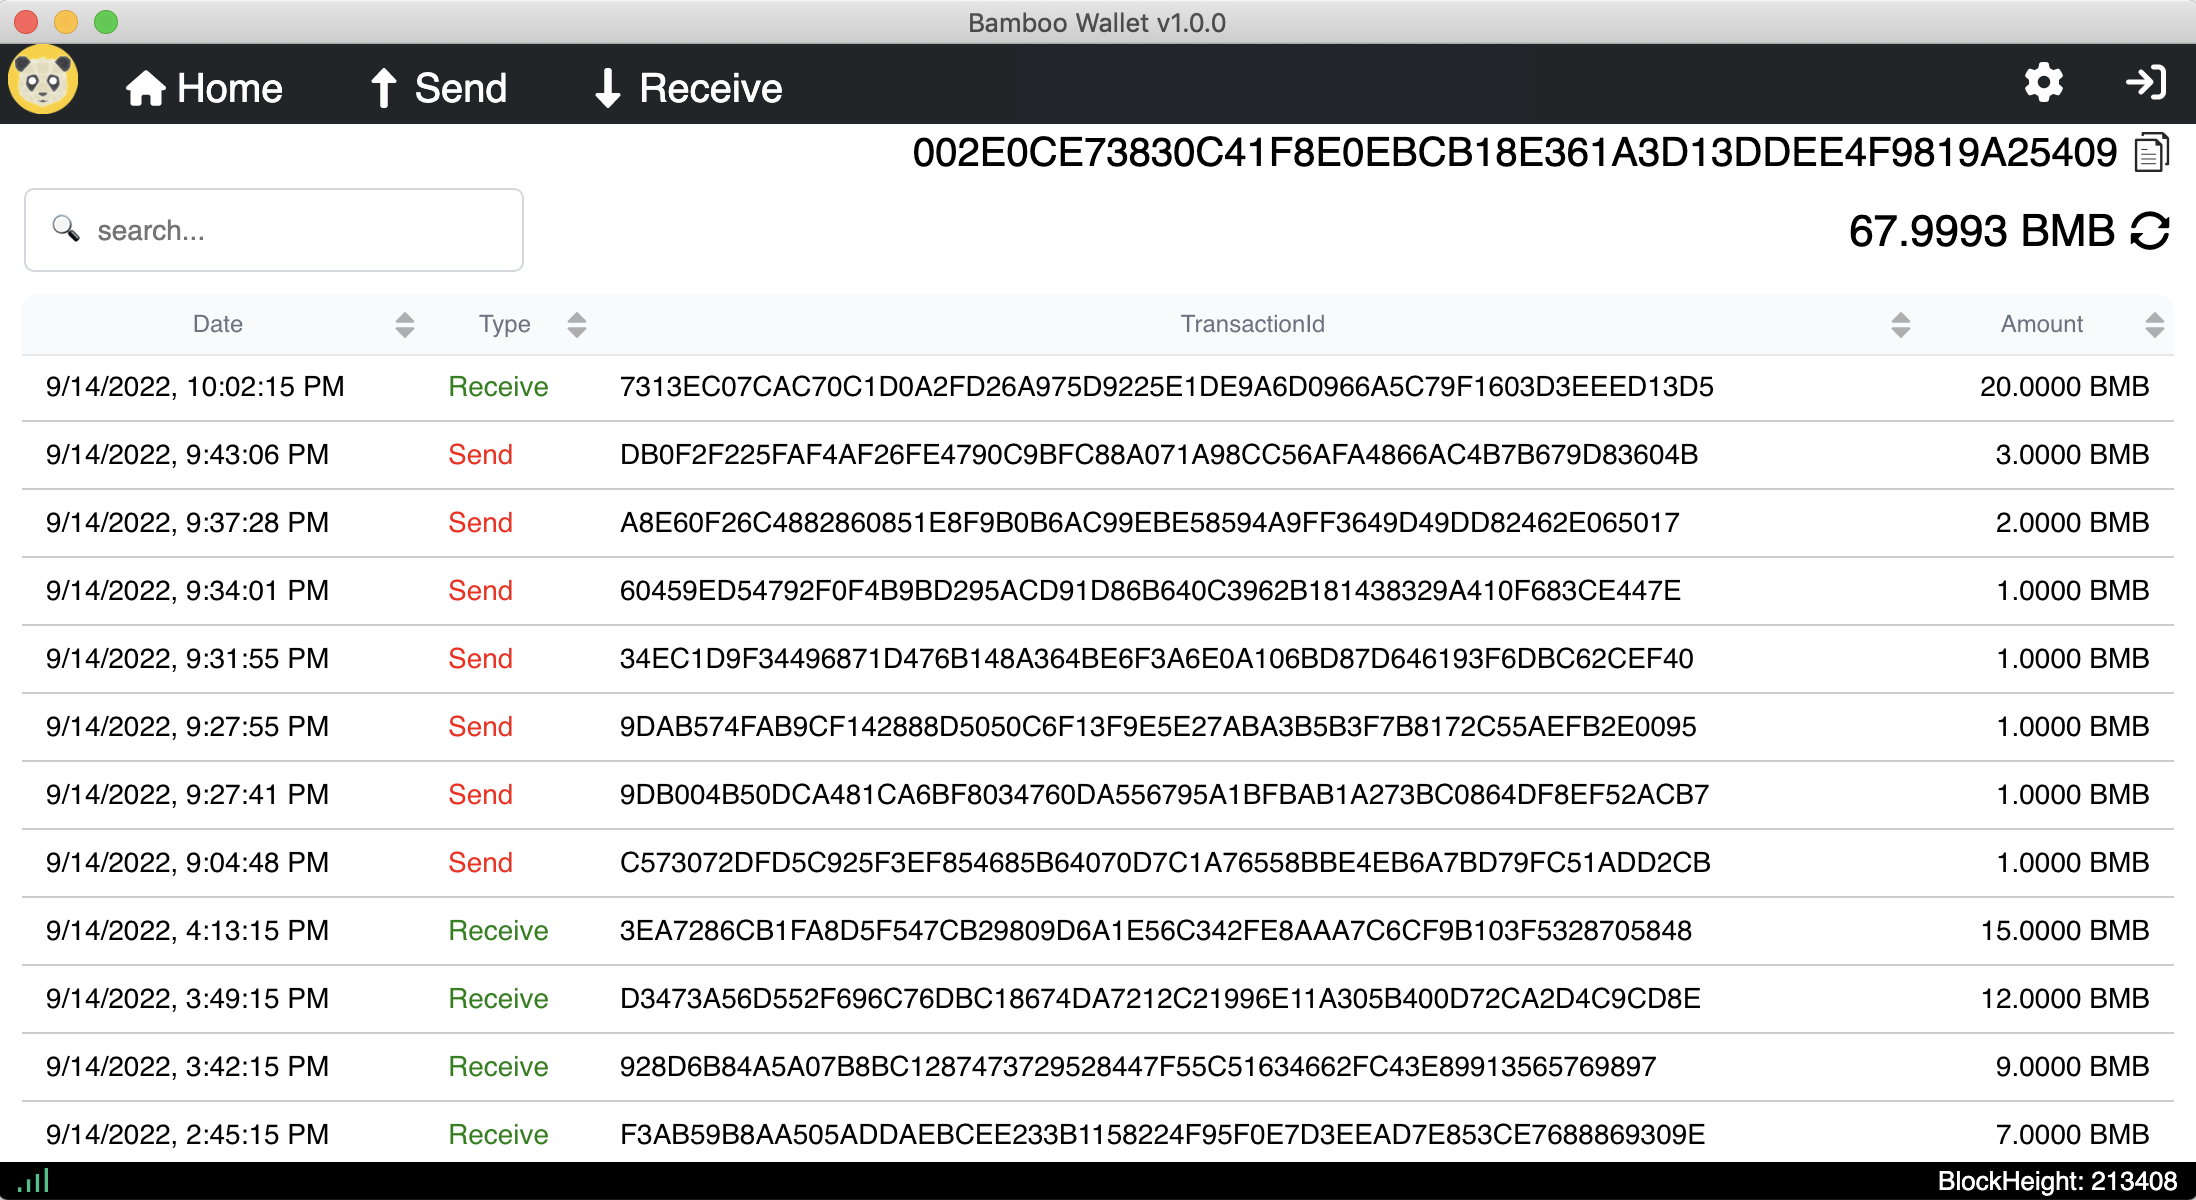 Bamboo Wallet v1.0.0
Home Send Receive
002E0CE73830C41F8E0EBCB18E361A3D13DDEE4F9819A25409
search...
67.9993 BMB
Date Type TransactionId Amount
9/14/2022, 10:02:15 PM Receive 7313EC07CAC70C1D0A2FD26A975D9225E1DE9A6D0966A5C79F1603D3EEED13D5 20.0000 BMB
9/14/2022, 9:43:06 PM Send DB0F2F225FAF4AF26FE4790C9BFC88A071A98CC56AFA4866AC4B7B679D83604B 3.0000 BMB
9/14/2022, 9:37:28 PM Send A8E60F26C4882860851E8F9B0B6AC99EBE58594A9FF3649D49DD82462E065017 2.0000 BMB
9/14/2022, 9:34:01 PM Send 60459ED54792F0F4B9BD295ACD91D86B640C3962B181438329A410F683CE447E 1.0000 BMB
9/14/2022, 9:31:55 PM Send 34EC1D9F34496871D476B148A364BE6F3A6E0A106BD87D646193F6DBC62CEF40 1.0000 BMB
9/14/2022, 9:27:55 PM Send 9DAB574FAB9CF142888D5050C6F13F9E5E27ABA3B5B3F7B8172C55AEFB2E0095 1.0000 BMB
9/14/2022, 9:27:41 PM Send 9DB004B50DCA481CA6BF8034760DA556795A1BFBAB1A273BC0864DF8EF52ACB7 1.0000 BMB
9/14/2022, 9:04:48 PM Send C573072DFD5C925F3EF854685B64070D7C1A76558BBE4EB6A7BD79FC51ADD2CB 1.0000 BMB
9/14/2022, 4:13:15 PM Receive 3EA7286CB1FA8D5F547CB29809D6A1E56C342FE8AAA7C6CF9B103F5328705848 15.0000 BMB
9/14/2022, 3:49:15 PM Receive D3473A56D552F696C76DBC18674DA7212C21996E11A305B400D72CA2D4C9CD8E 12.0000 BMB
9/14/2022, 3:42:15 PM Receive 928D6B84A5A07B8BC1287473729528447F55C51634662FC43E89913565769897 9.0000 BMB
9/14/2022, 2:45:15 PM Receive F3AB59B8AA505ADDAEBCEE233B1158224F95F0E7D3EEAD7E853CE7688869309E 7.0000 BMB
BlockHeight: 213408